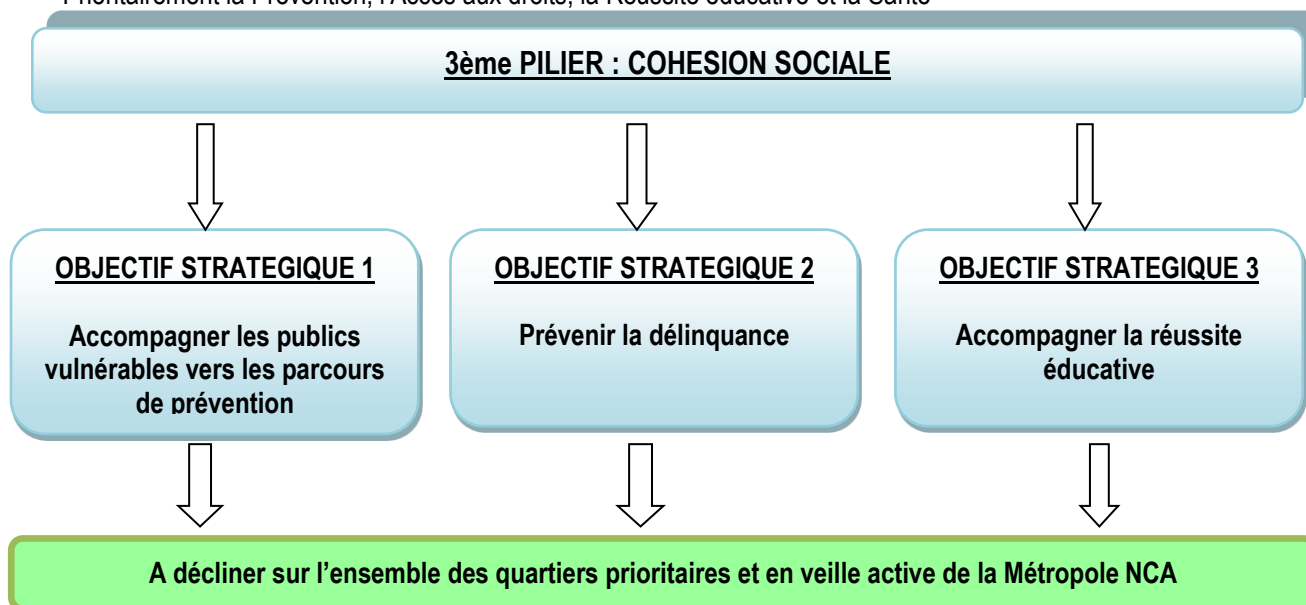 Prioritairement la Prévention, l'Accès aux droits, la Réussite éducative et la Santé
3ème PILIER : COHESION SOCIALE
OBJECTIF STRATEGIQUE 1
Accompagner les publics
vulnérables vers les parcours
de prévention
OBJECTIF STRATEGIQUE 2
Prévenir la délinquance
OBJECTIF STRATEGIQUE 3
Accompagner la réussite
éducative
A décliner sur l'ensemble des quartiers prioritaires et en veille active de la Métropole NCA